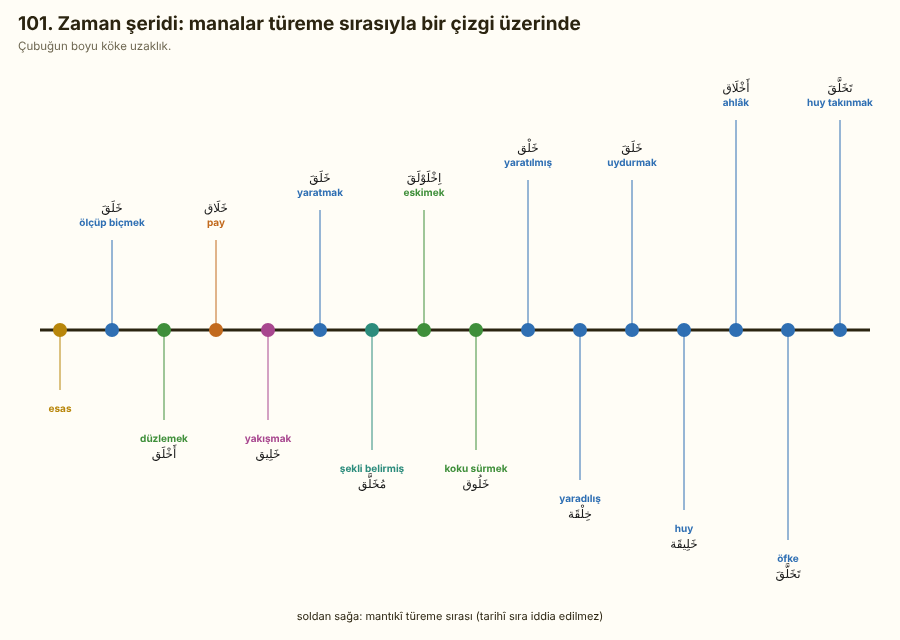 101. Zaman şeridi: manalar türeme sırasıyla bir çizgi üzerinde
Çubuğun boyu köke uzaklık.
أَخْلَاق
ahlâk
تَخَلَّقَ
huy takınmak
خَلْق
yaratılmış
خَلَقَ
uydurmak
خَلَقَ
yaratmak
اِخْلَوْلَقَ
eskimek
خَلَقَ
ölçüp biçmek
خَلَاق
pay
esas
düzlemek
أَخْلَق
yakışmak
خَلِيق
şekli belirmiş
مُخَلَّق
koku sürmek
خَلُوق
yaradılış
خِلْقَة
huy
خَلِيقَة
öfke
تَخَلَّقَ
soldan sağa: mantıkî türeme sırası (tarihî sıra iddia edilmez)